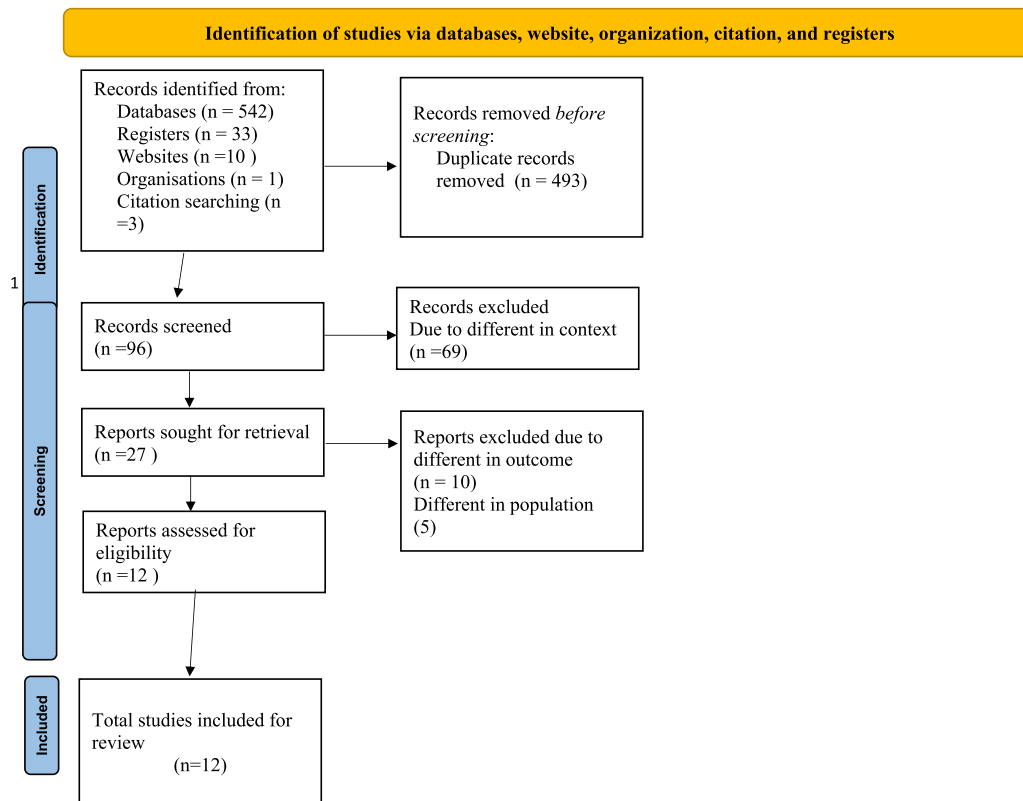 Identification of studies via databases, website, organization, citation, and registers
Records identified from:
Databases (n = 542)
Registers (n = 33)
Websites (n =10 )
Organisations (n = 1)
Citation searching (n
=3)
Records removed before
screening:
Duplicate records
removed  (n = 493)
Identification
1
Records screened
(n =96)
Records excluded
Due to different in context
(n =69)
Reports sought for retrieval
(n =27 )
Reports excluded due to
different in outcome
(n = 10)
Different in population
(5)
Screening
Reports assessed for
eligibility
(n =12 )
Included
Total studies included for
review
(n=12)